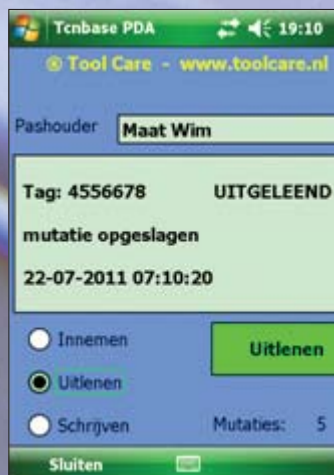 Tcnbase PDA 19:10
® Tool Care - www.toolcare.nl
Pashouder Maat Wim
Tag: 4556678 UITGELEEND
mutatie opgeslagen
22-07-2011 07:10:20
Innemen
Uitlenen
Uitlenen
Schrijven Mutaties: 5
Sluiten